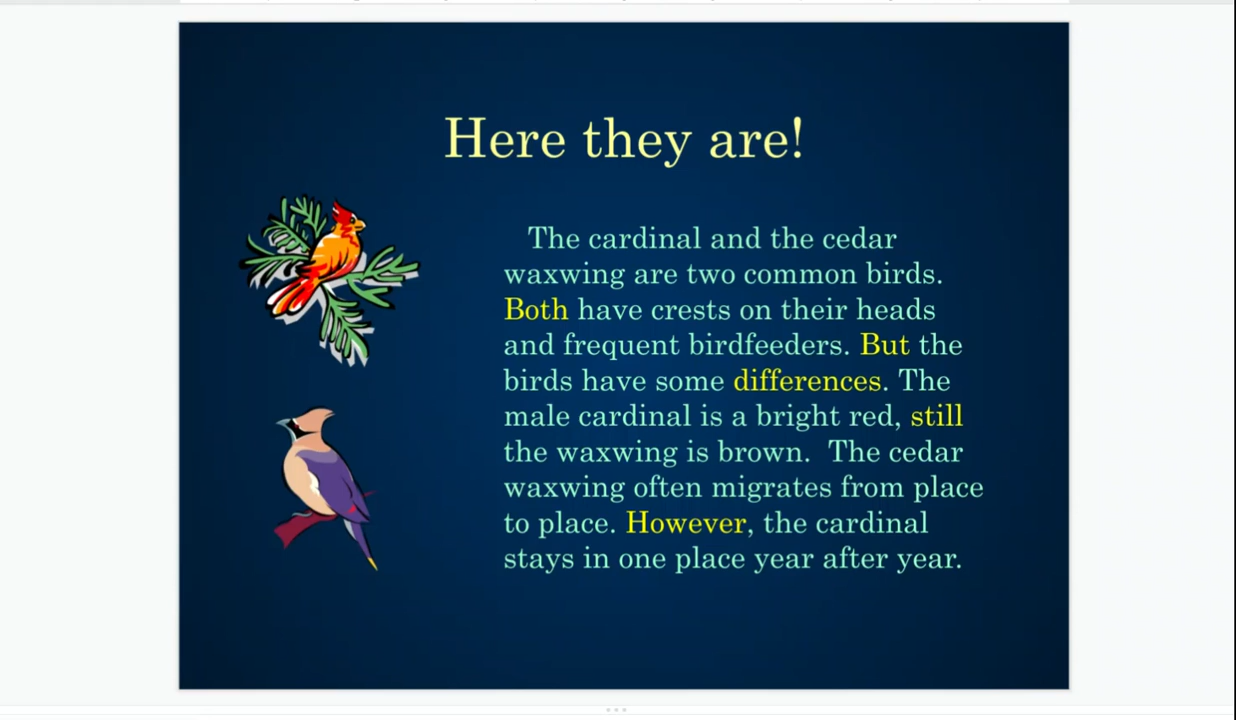 Here they are!
The cardinal and the cedar
waxwing are two common birds.
Both have crests on their heads
and frequent birdfeeders. But the
birds have some differences. The
male cardinal is a bright red, still
the waxwing is brown.  The cedar
waxwing often migrates from place
to place. However, the cardinal
stays in one place year after year.